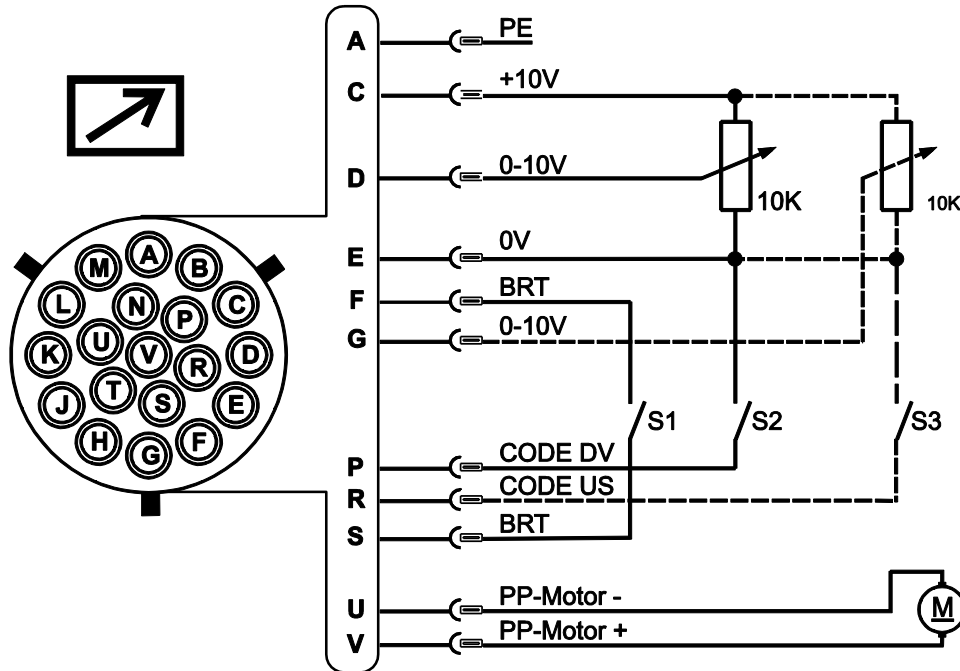 A PE
C +10V
D 0-10V
10K
10K
E 0V
F BRT
G 0-10V
S1
S2
S3
P CODE DV
R CODE US
S BRT
U PP-Motor -
V PP-Motor +
M
A
M B
L N P C
K U V R D
J T S E
H G F